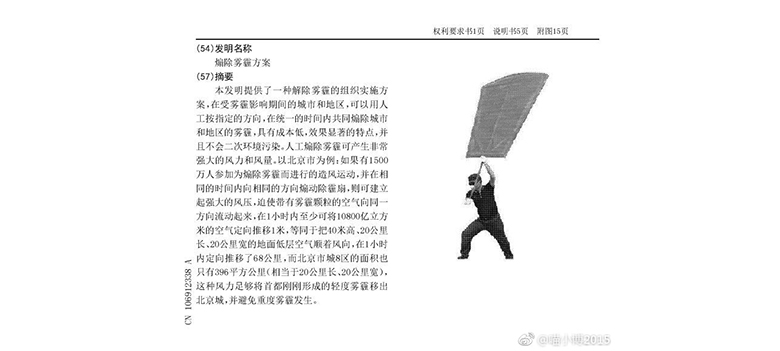 权利要求书1页 说明书5页 附图15页
(54)发明名称
煽除雾霾方案
(57)摘要
本发明提供了一种解除雾霾的组织实施方
案,在受雾霾影响期间的城市和地区,可以用人
工按指定的方向,在统一的时间内共同煽除城市
和地区的雾霾,具有成本低,效果显著的特点,并
且不会二次环境污染。人工煽除雾霾可产生非常
强大的风力和风量。以北京市为例:如果有1500
万人参加为煽除雾霾而进行的造风运动,并在相
同的时间内向相同的方向煽动除霾扇,则可建立
起强大的风压,迫使带有雾霾颗粒的空气向同一
方向流动起来,在1小时内至少可将10800亿立方
米的空气定向推移1米,等同于把40米高、20公里
长、20公里宽的地面低层空气顺着风向,在1小时
内定向推移了68公里,而北京市城8区的面积也
只有396平方公里(相当于20公里长、20公里宽),
这种风力足够将首都刚刚形成的轻度雾霾移出
北京城,并避免重度雾霾发生。
CN 106912338 A
@喵小博2015